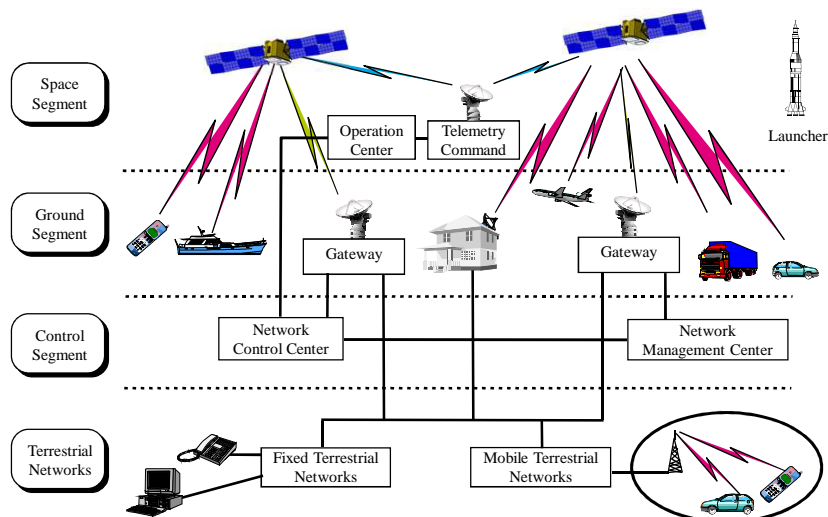 Space
Segment
Operation
Center
Telemetry
Command
Launcher
Ground
Segment
Gateway
Gateway
Control
Segment
Network
Control Center
Network
Management Center
Terrestrial
Networks
Fixed Terrestrial
Networks
Mobile Terrestrial
Networks